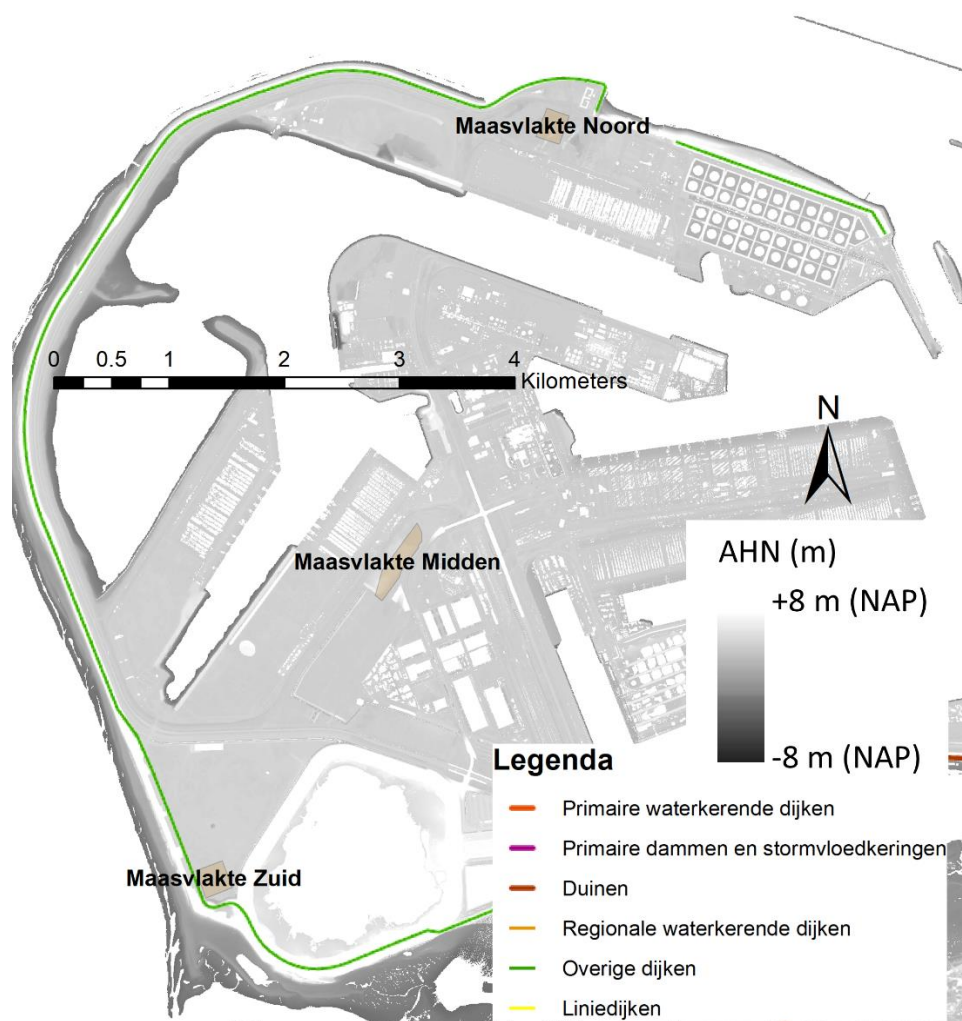 Maasvlakte Noord
0 0.5 1 2 3 4
Kilometers
N
Maasvlakte Midden
AHN (m)
+8 m (NAP)
-8 m (NAP)
Maasvlakte Zuid
Legenda
Primaire waterkerende dijken
Primaire dammen en stormvloedkeringen
Duinen
Regionale waterkerende dijken
Overige dijken
Liniedijken